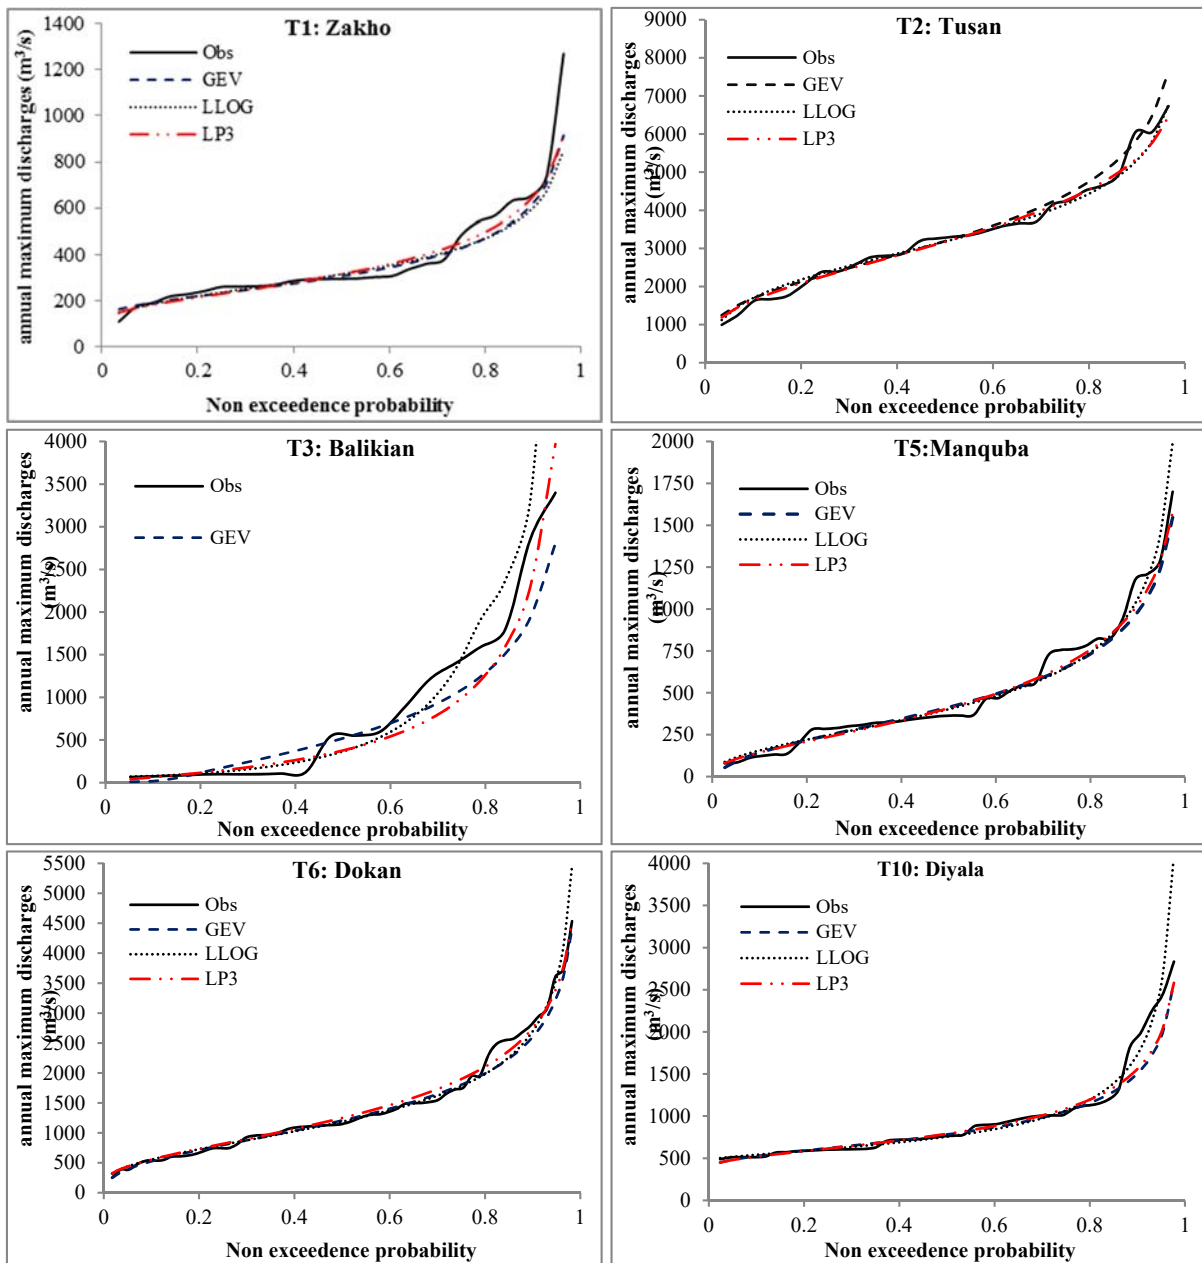 T1: Zakho
annual maximum discharges (m³/s)
1400
1200
1000
800
600
400
200
0
Obs
GEV
LLOG
LP3
0 0.2 0.4 0.6 0.8 1
Non exceedence probability
T2: Tusan
annual maximum discharges
(m³/s)
9000
8000
7000
6000
5000
4000
3000
2000
1000
0
Obs
GEV
LLOG
LP3
0 0.2 0.4 0.6 0.8 1
Non exceedence probability
T3: Balikian
annual maximum discharges
(m³/s)
4000
3500
3000
2500
2000
1500
1000
500
0
Obs
GEV
0 0.2 0.4 0.6 0.8 1
Non exceedence probability
T5:Manquba
annual maximum discharges
(m³/s)
2000
1750
1500
1250
1000
750
500
250
0
Obs
GEV
LLOG
LP3
0 0.2 0.4 0.6 0.8 1
Non exceedence probability
T6: Dokan
annual maximum discharges
(m³/s)
5500
5000
4500
4000
3500
3000
2500
2000
1500
1000
500
0
Obs
GEV
LLOG
LP3
0 0.2 0.4 0.6 0.8 1
Non exceedence probability
T10: Diyala
annual maximum discharges
(m³/s)
4000
3500
3000
2500
2000
1500
1000
500
0
Obs
GEV
LLOG
LP3
0 0.2 0.4 0.6 0.8 1
Non exceedence probability